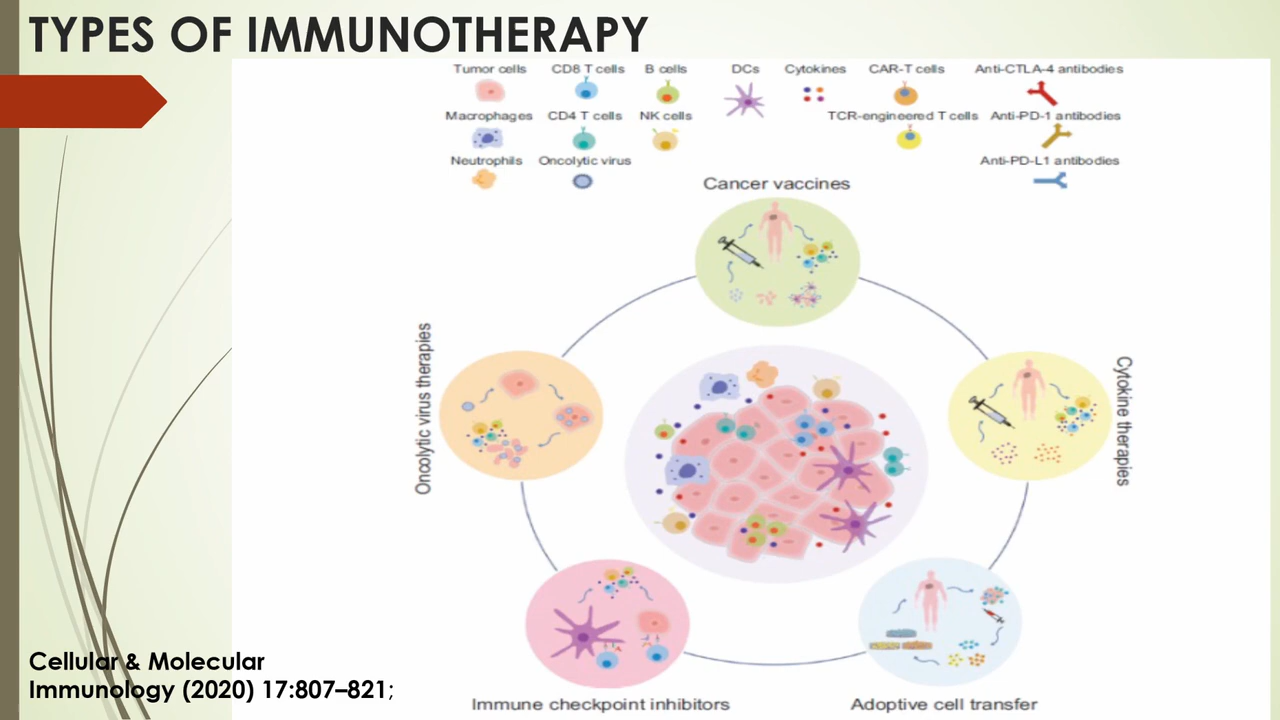 TYPES OF IMMUNOTHERAPY
Tumor cells CD8 T cells B cells DCs Cytokines CAR-T cells Anti-CTLA-4 antibodies
Macrophages CD4 T cells NK cells TCR-engineered T cells Anti-PD-1 antibodies
Neutrophils Oncolytic virus Anti-PD-L1 antibodies
Cancer vaccines
Oncolytic virus therapies
Cytokine therapies
Immune checkpoint inhibitors
Adoptive cell transfer
Cellular & Molecular
Immunology (2020) 17:807–821;